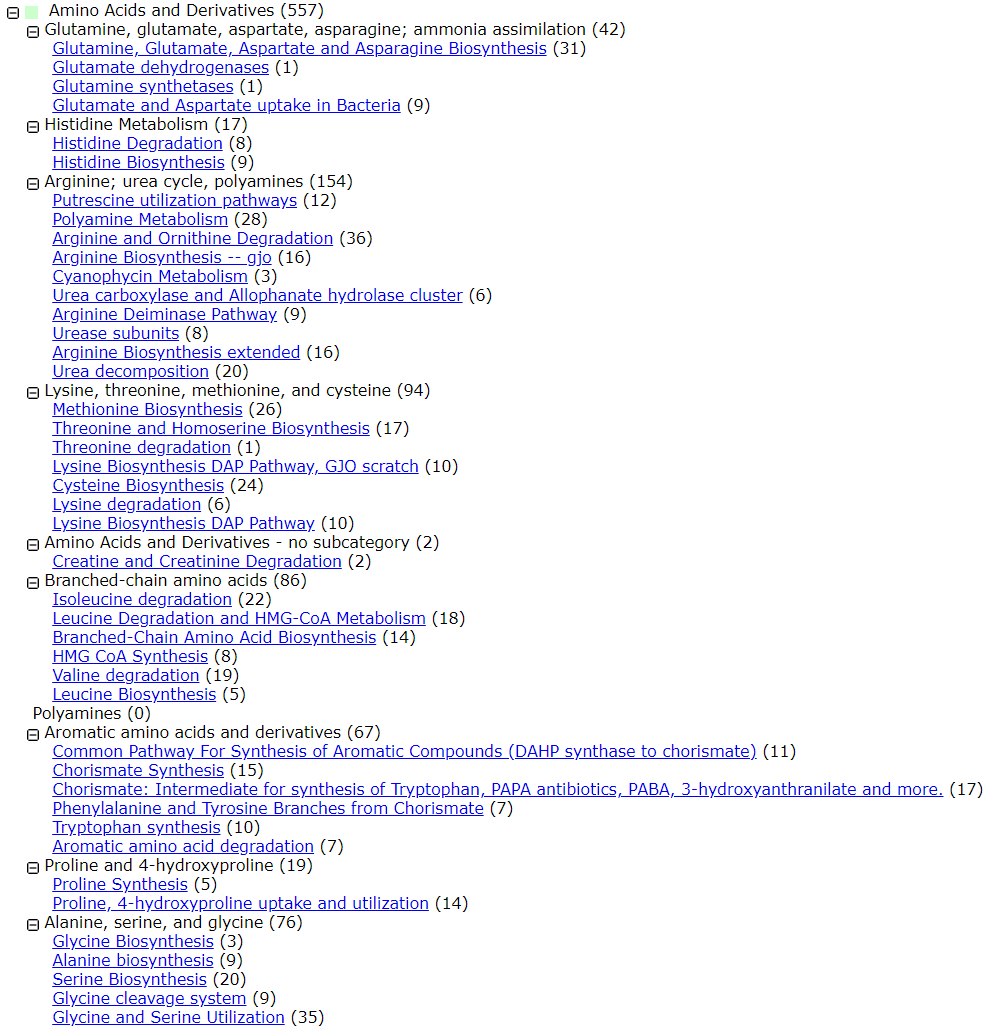 Amino Acids and Derivatives (557)
Glutamine, glutamate, aspartate, asparagine; ammonia assimilation (42)
Glutamine, Glutamate, Aspartate and Asparagine Biosynthesis (31)
Glutamate dehydrogenases (1)
Glutamine synthetases (1)
Glutamate and Aspartate uptake in Bacteria (9)
Histidine Metabolism (17)
Histidine Degradation (8)
Histidine Biosynthesis (9)
Arginine; urea cycle, polyamines (154)
Putrescine utilization pathways (12)
Polyamine Metabolism (28)
Arginine and Ornithine Degradation (36)
Arginine Biosynthesis -- gjo (16)
Cyanophycin Metabolism (3)
Urea carboxylase and Allophanate hydrolase cluster (6)
Arginine Deiminase Pathway (9)
Urease subunits (8)
Arginine Biosynthesis extended (16)
Urea decomposition (20)
Lysine, threonine, methionine, and cysteine (94)
Methionine Biosynthesis (26)
Threonine and Homoserine Biosynthesis (17)
Threonine degradation (1)
Lysine Biosynthesis DAP Pathway, GJO scratch (10)
Cysteine Biosynthesis (24)
Lysine degradation (6)
Lysine Biosynthesis DAP Pathway (10)
Amino Acids and Derivatives - no subcategory (2)
Creatine and Creatinine Degradation (2)
Branched-chain amino acids (86)
Isoleucine degradation (22)
Leucine Degradation and HMG-CoA Metabolism (18)
Branched-Chain Amino Acid Biosynthesis (14)
HMG CoA Synthesis (8)
Valine degradation (19)
Leucine Biosynthesis (5)
Polyamines (0)
Aromatic amino acids and derivatives (67)
Common Pathway For Synthesis of Aromatic Compounds (DAHP synthase to chorismate) (11)
Chorismate Synthesis (15)
Chorismate: Intermediate for synthesis of Tryptophan, PAPA antibiotics, PABA, 3-hydroxyanthranilate and more. (17)
Phenylalanine and Tyrosine Branches from Chorismate (7)
Tryptophan synthesis (10)
Aromatic amino acid degradation (7)
Proline and 4-hydroxyproline (19)
Proline Synthesis (5)
Proline, 4-hydroxyproline uptake and utilization (14)
Alanine, serine, and glycine (76)
Glycine Biosynthesis (3)
Alanine biosynthesis (9)
Serine Biosynthesis (20)
Glycine cleavage system (9)
Glycine and Serine Utilization (35)